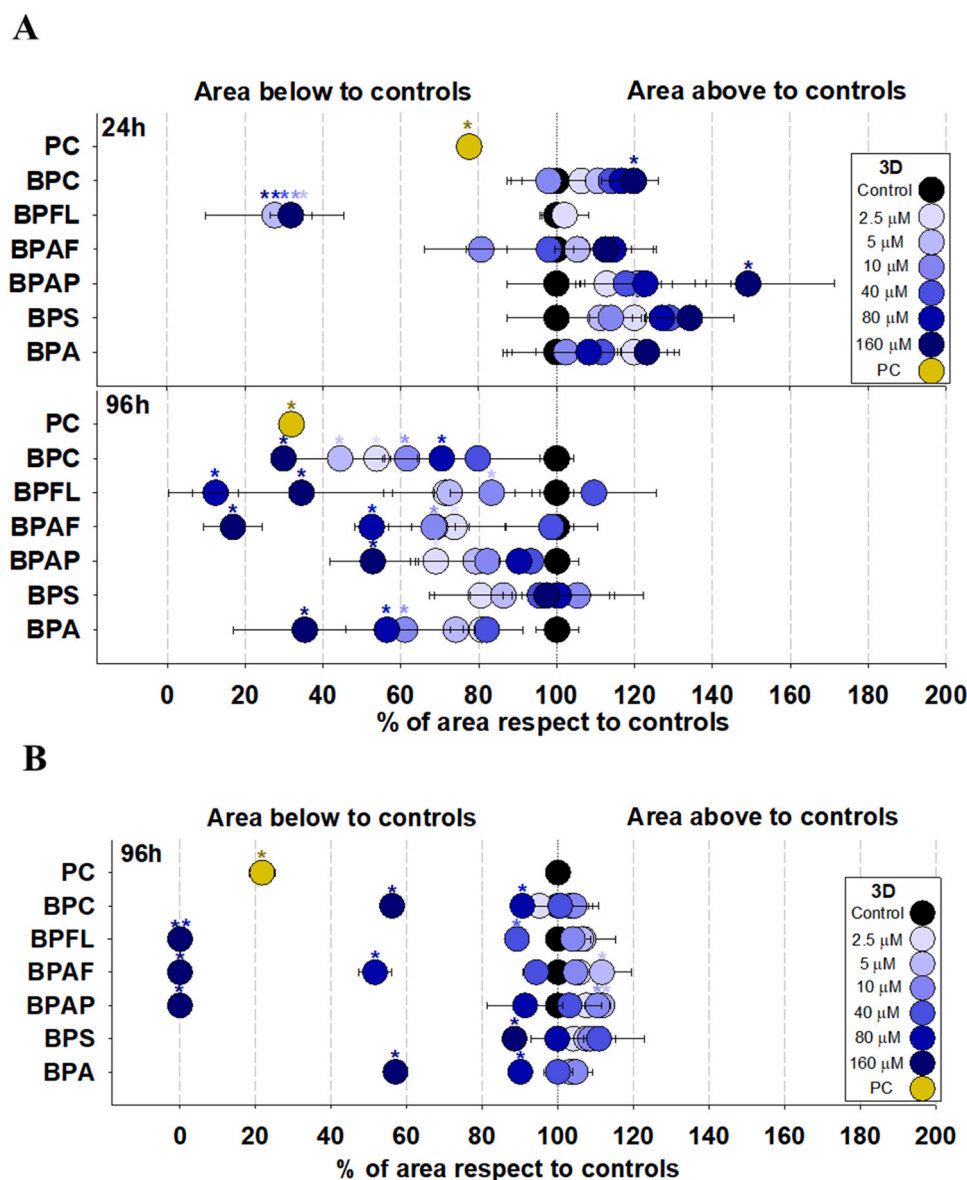 A
Area below to controls Area above to controls
24h
PC
BPC
BPFL
BPAF
BPAP
BPS
BPA
3D
Control
2.5 µM
5 µM
10 µM
40 µM
80 µM
160 µM
PC
96h
PC
BPC
BPFL
BPAF
BPAP
BPS
BPA
0 20 40 60 80 100 120 140 160 180 200
% of area respect to controls
B
Area below to controls Area above to controls
96h
PC
BPC
BPFL
BPAF
BPAP
BPS
BPA
3D
Control
2.5 µM
5 µM
10 µM
40 µM
80 µM
160 µM
PC
0 20 40 60 80 100 120 140 160 180 200
% of area respect to controls